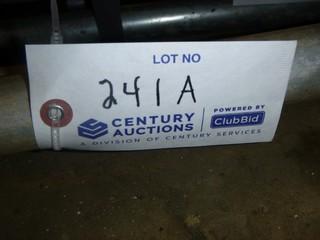 LOT NO
241A
CENTURY AUCTIONS
POWERED BY ClubBid
A DIVISION OF CENTURY SERVICES